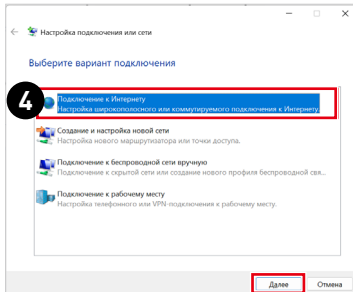 Настройка подключения или сети
Выберите вариант подключения
4
Подключение к Интернету
Настройка широкополосного или коммутируемого подключения к Интернету.
Создание и настройка новой сети
Настройка нового маршрутизатора или точки доступа.
Подключение к беспроводной сети вручную
Подключение к скрытой сети или создание нового профиля беспроводной свя...
Подключение к рабочему месту
Настройка телефонного или VPN-подключения к рабочему месту.
Далее
Отмена